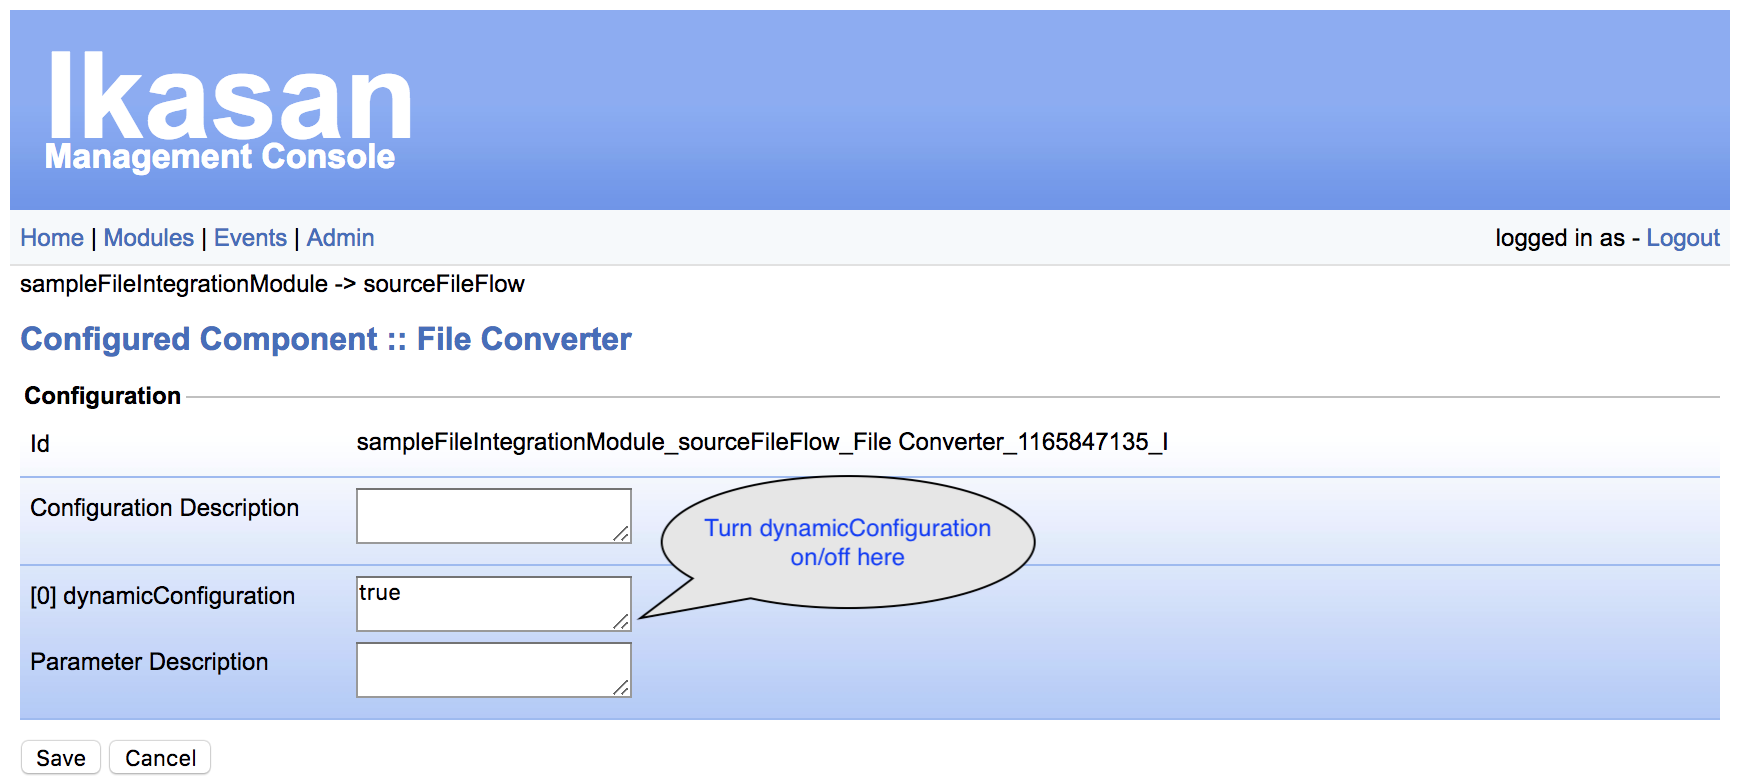 Ikasan
Management Console
Home | Modules | Events | Admin
logged in as - Logout
sampleFileIntegrationModule -> sourceFileFlow
Configured Component :: File Converter
Configuration
Id
sampleFileIntegrationModule_sourceFileFlow_File Converter_1165847135_I
Configuration Description
Turn dynamicConfiguration
on/off here
[0] dynamicConfiguration
true
Parameter Description
Save
Cancel